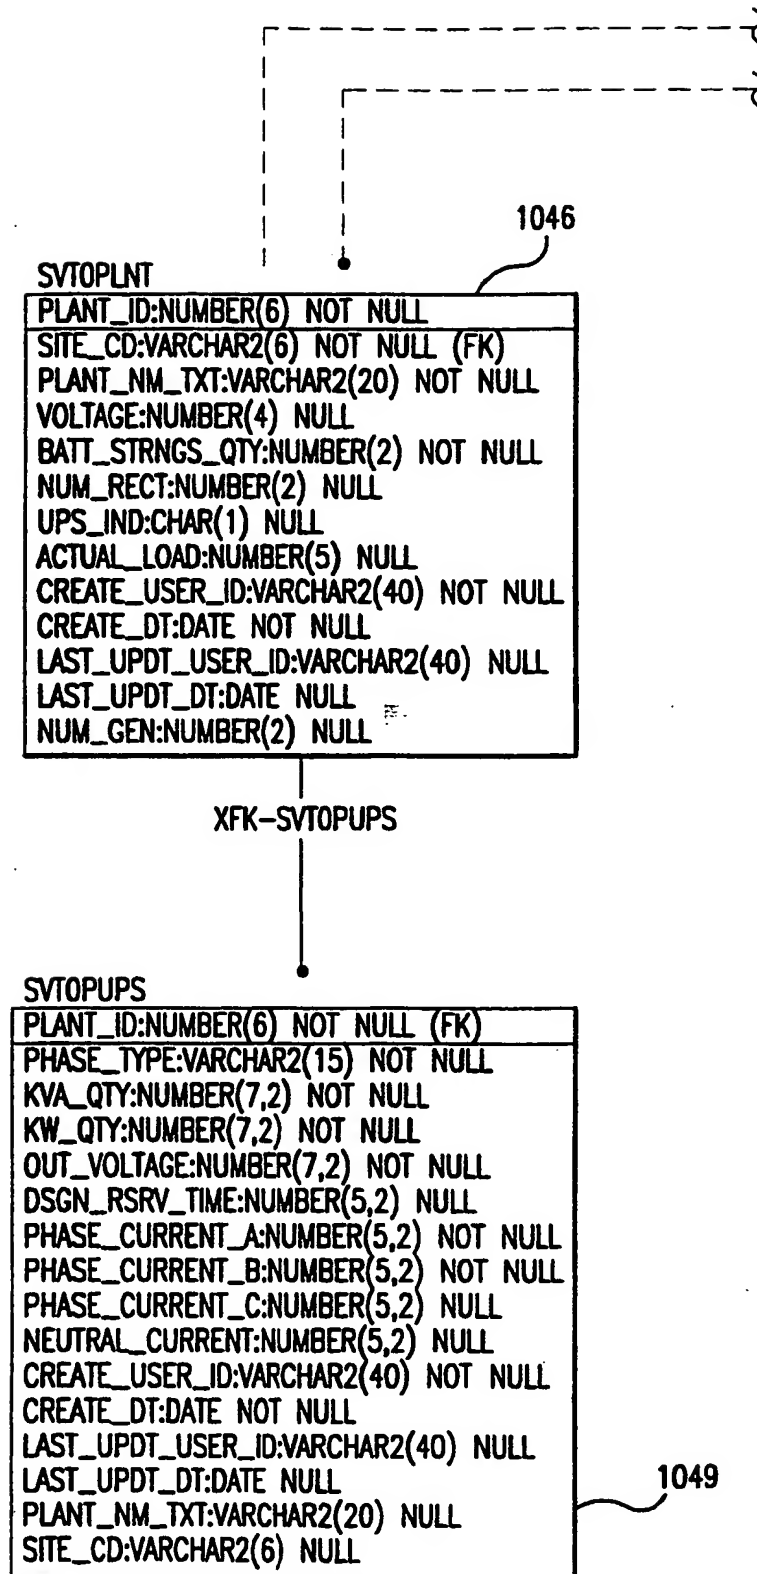 1046
SVTOPLNT
PLANT_ID:NUMBER(6) NOT NULL
SITE_CD:VARCHAR2(6) NOT NULL (FK)
PLANT_NM_TXT:VARCHAR2(20) NOT NULL
VOLTAGE:NUMBER(4) NULL
BATT_STRNGS_QTY:NUMBER(2) NOT NULL
NUM_RECT:NUMBER(2) NULL
UPS_IND:CHAR(1) NULL
ACTUAL_LOAD:NUMBER(5) NULL
CREATE_USER_ID:VARCHAR2(40) NOT NULL
CREATE_DT:DATE NOT NULL
LAST_UPDT_USER_ID:VARCHAR2(40) NULL
LAST_UPDT_DT:DATE NULL
NUM_GEN:NUMBER(2) NULL
XFK-SVTOPUPS
SVTOPUPS
PLANT_ID:NUMBER(6) NOT NULL (FK)
PHASE_TYPE:VARCHAR2(15) NOT NULL
KVA_QTY:NUMBER(7,2) NOT NULL
KW_QTY:NUMBER(7,2) NOT NULL
OUT_VOLTAGE:NUMBER(7,2) NOT NULL
DSGN_RSRV_TIME:NUMBER(5,2) NULL
PHASE_CURRENT_A:NUMBER(5,2) NOT NULL
PHASE_CURRENT_B:NUMBER(5,2) NOT NULL
PHASE_CURRENT_C:NUMBER(5,2) NULL
NEUTRAL_CURRENT:NUMBER(5,2) NULL
CREATE_USER_ID:VARCHAR2(40) NOT NULL
CREATE_DT:DATE NOT NULL
LAST_UPDT_USER_ID:VARCHAR2(40) NULL
LAST_UPDT_DT:DATE NULL
PLANT_NM_TXT:VARCHAR2(20) NULL
SITE_CD:VARCHAR2(6) NULL
1049